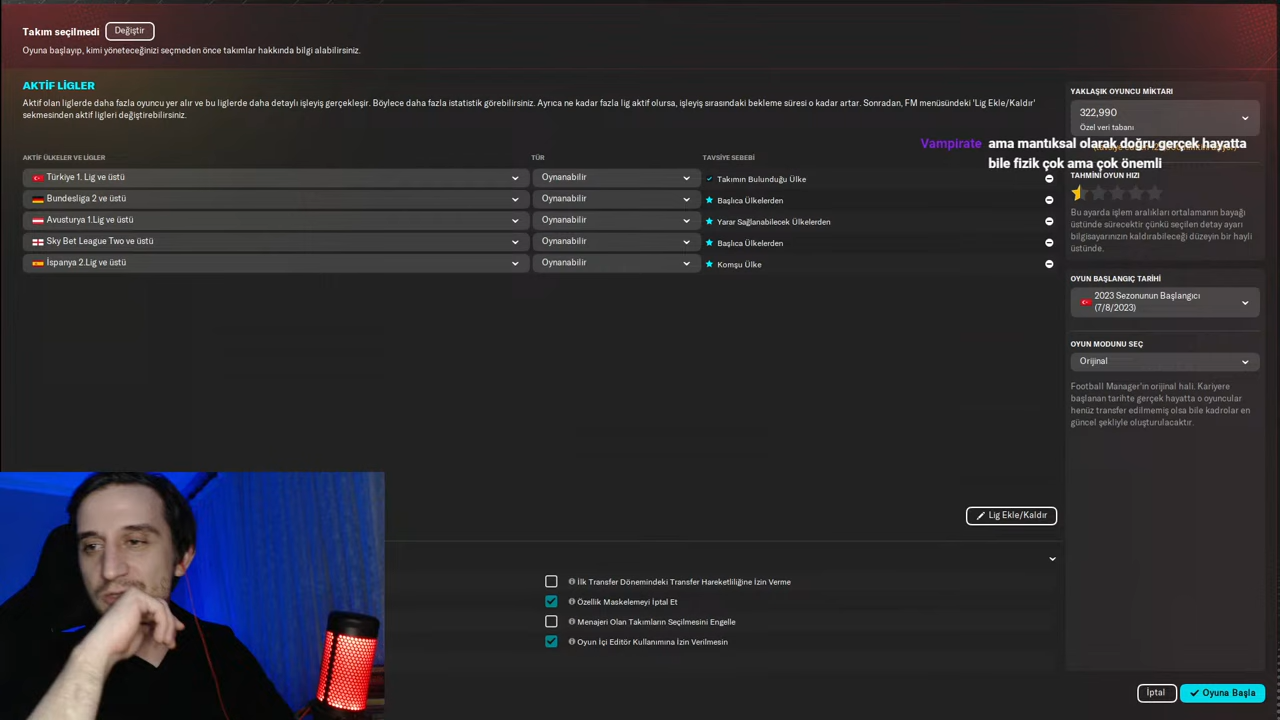 Takım seçilmedi Değiştir
Oyuna başlayıp, kimi yöneteceğinizi seçmeden önce takımlar hakkında bilgi alabilirsiniz.
AKTİF LİGLER
Aktif olan liglerde daha fazla oyuncu yer alır ve bu liglerde daha detaylı işleyiş gerçekleşir. Böylece daha fazla istatistik görebilirsiniz. Ayrıca ne kadar fazla lig aktif olursa, işleyiş sırasındaki bekleme süresi o kadar artar. Sonradan, FM menüsündeki 'Lig Ekle/Kaldır'
sekmesinden aktif ligleri değiştirebilirsiniz.
AKTİF ÜLKELER VE LİGLER TÜR TAVSİYE SEBEBİ
Türkiye 1. Lig ve üstü Oynanabilir Takımın Bulunduğu Ülke
Bundesliga 2 ve üstü Oynanabilir Başlıca Ülkelerden
Avusturya 1.Lig ve üstü Oynanabilir Yarar Sağlanabilecek Ülkelerden
Sky Bet League Two ve üstü Oynanabilir Başlıca Ülkelerden
İspanya 2.Lig ve üstü Oynanabilir Komşu Ülke
Lig Ekle/Kaldır
İlk Transfer Dönemindeki Transfer Hareketliliğine İzin Verme
Özellik Maskelemeyi İptal Et
Menajeri Olan Takımların Seçilmesini Engelle
Oyun İçi Editör Kullanımına İzin Verilmesin
YAKLAŞIK OYUNCU MİKTARI
322,990
Özel veri tabanı
Vampirate ama mantıksal olarak doğru gerçek hayatta
bile fizik çok ama çok önemli
TAHMİNİ OYUN HIZI
Bu ayarda işlem aralıkları ortalamanın bayağı
üstünde sürecektir çünkü seçilen detay ayarı
bilgisayarınızın kaldırabileceği düzeyin bir hayli
üstünde.
OYUN BAŞLANGIÇ TARİHİ
2023 Sezonunun Başlangıcı
(7/8/2023)
OYUN MODUNU SEÇ
Orijinal
Football Manager'ın orijinal hali. Kariyere
başlanan tarihte gerçek hayatta o oyuncular
henüz transfer edilmemiş olsa bile kadrolar en
güncel şekliyle oluşturulacaktır.
İptal Oyuna Başla